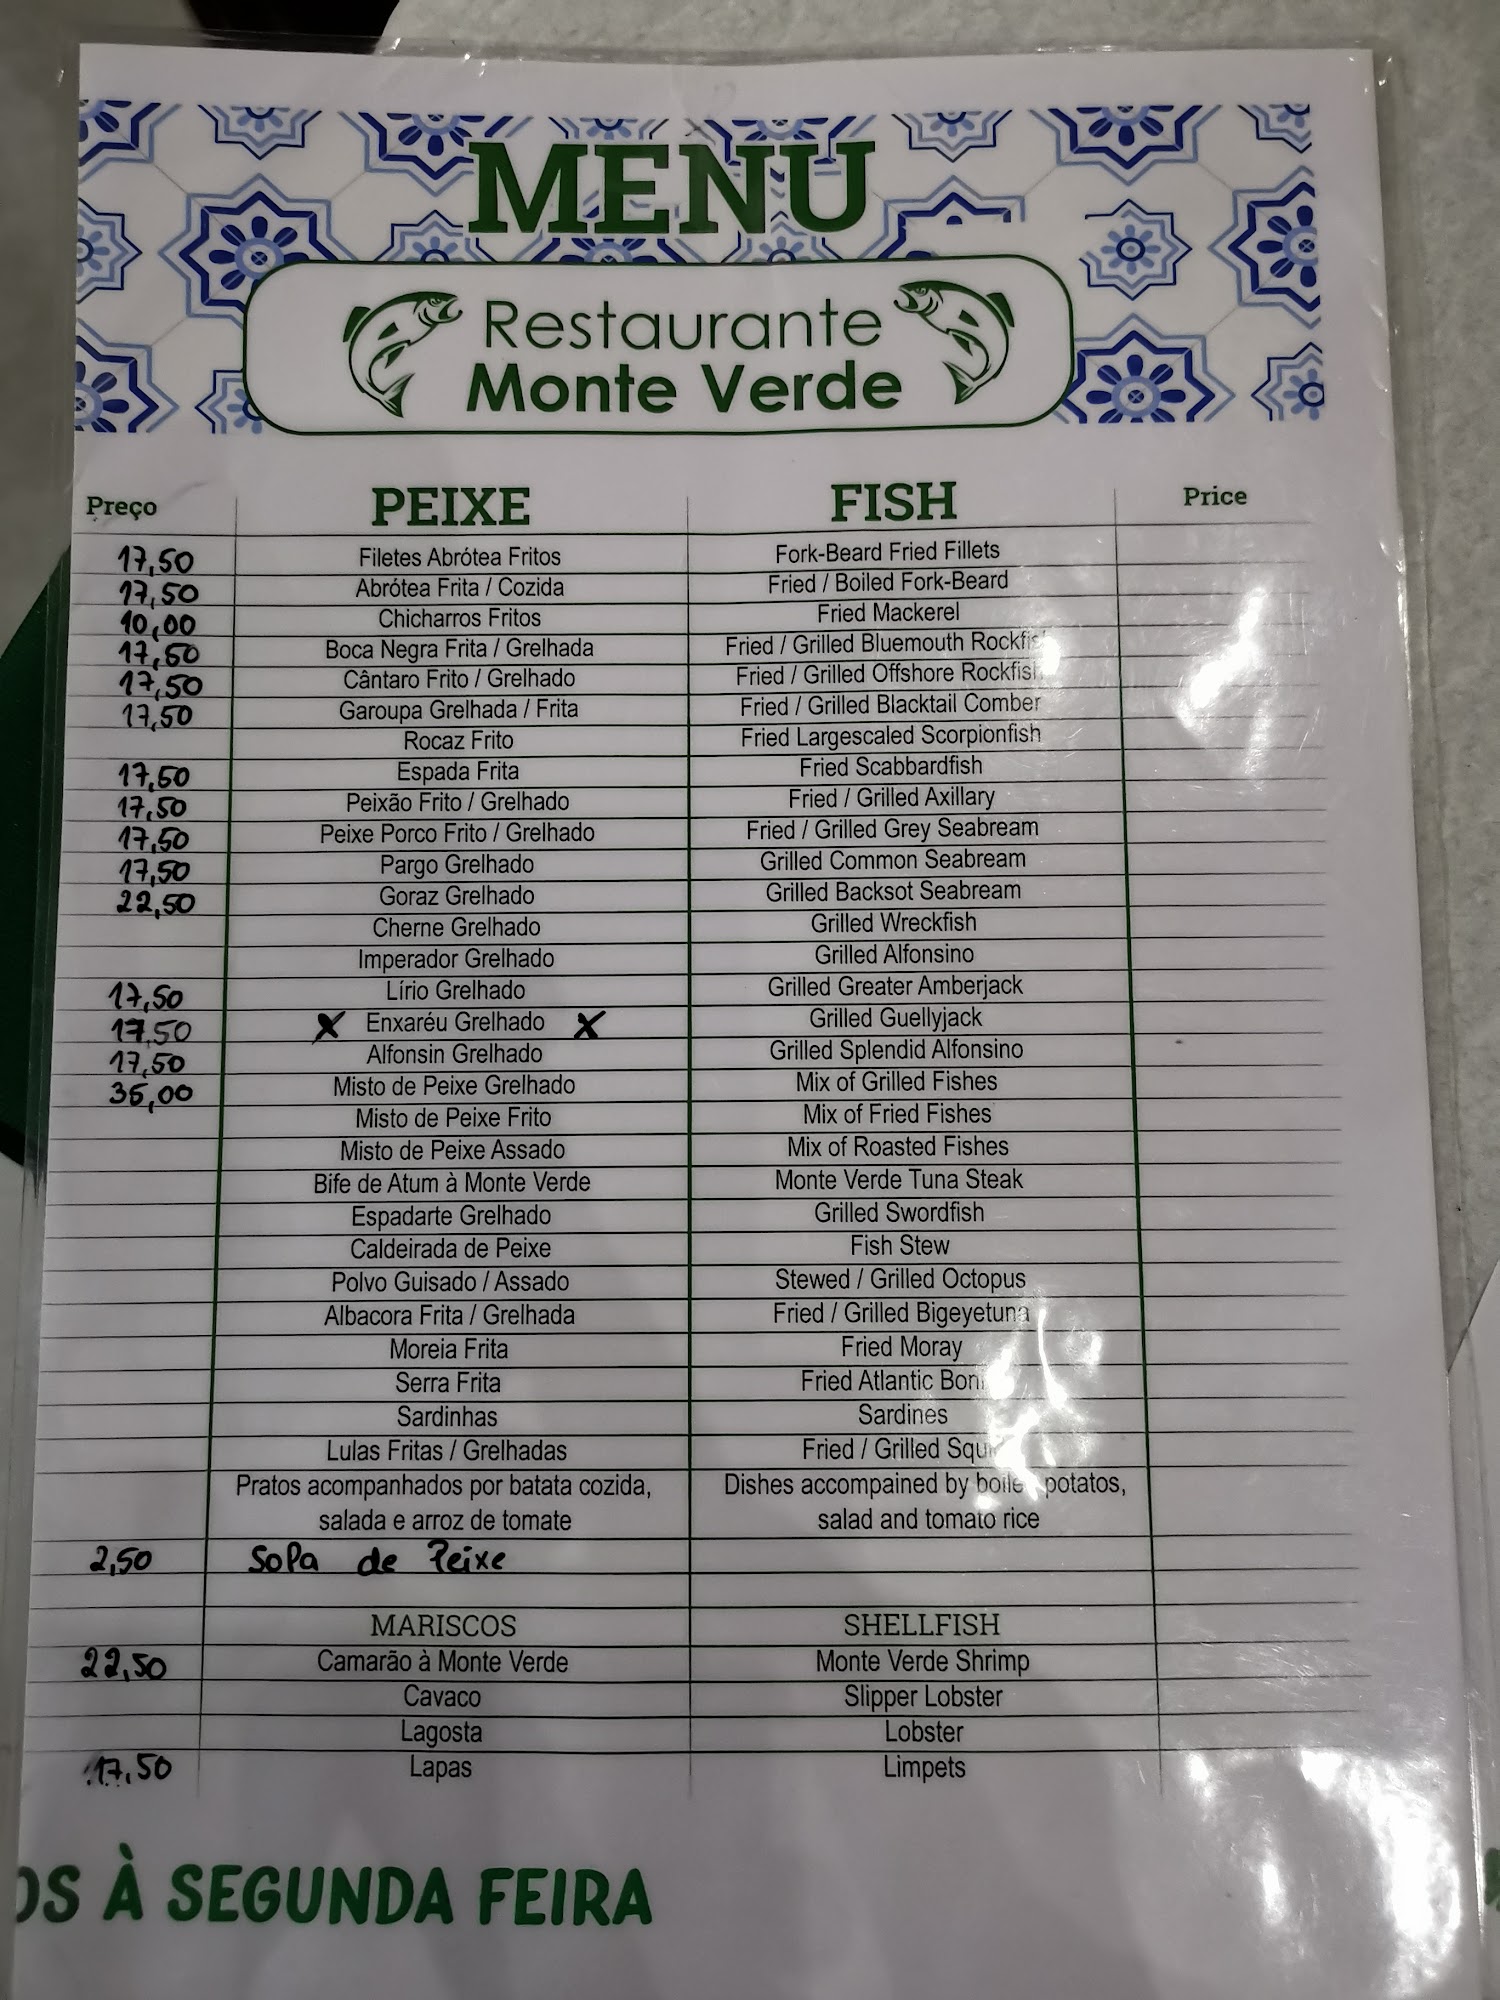 MENU
Restaurante
Monte Verde
Preço PEIXE FISH Price
17,50 Filetes Abrótea Fritos Fork-Beard Fried Fillets
17,50 Abrótea Frita / Cozida Fried / Boiled Fork-Beard
10,00 Chicharros Fritos Fried Mackerel
17,50 Boca Negra Frita / Grelhada Fried / Grilled Bluemouth
17,50 Cântaro Frito / Grelhado Fried / Grilled Offshore
17,50 Garoupa Grelhada / Frita Fried / Grilled Blacktail Comber
Rocaz Frito Fried Largescaled Scorpionfish
17,50 Espada Frita Fried Scabbardfish
17,50 Peixão Frito / Grelhado Fried / Grilled Axillary
17,50 Peixe Porco Frito / Grelhado Fried / Grilled Grey Seabream
17,50 Pargo Grelhado Grilled Common Seabream
22,50 Goraz Grelhado Grilled Backsot Seabream
Cherne Grelhado Grilled Wreckfish
Imperador Grelhado Grilled Alfonsino
17,50 Lírio Grelhado Grilled Greater Amberjack
17,50 X Enxaréu Grelhado X Grilled Guellyjack
17,50 Alfonsin Grelhado Grilled Splendid Alfonsino
35,00 Misto de Peixe Grelhado Mix of Grilled Fishes
Misto de Peixe Frito Mix of Fried Fishes
Misto de Peixe Assado Mix of Roasted Fishes
Bife de Atum à Monte Verde Monte Verde Tuna Steak
Espadarte Grelhado Grilled Swordfish
Caldeirada de Peixe Fish Stew
Polvo Guisado / Assado Stewed / Grilled Octopus
Albacora Frita / Grelhada Fried / Grilled Bigeyetuna
Moreia Frita Fried Moray
Serra Frita Fried Atlantic
Sardinhas Sardines
Lulas Fritas / Grelhadas Fried / Grilled
Pratos acompanhados por batata cozida, Dishes accompained by potatos,
salada e arroz de tomate salad and tomato rice
2,50 Sopa de Peixe
MARISCOS SHELLFISH
22,50 Camarão à Monte Verde Monte Verde Shrimp
Cavaco Slipper Lobster
Lagosta Lobster
17,50 Lapas Limpets
OS À SEGUNDA FEIRA